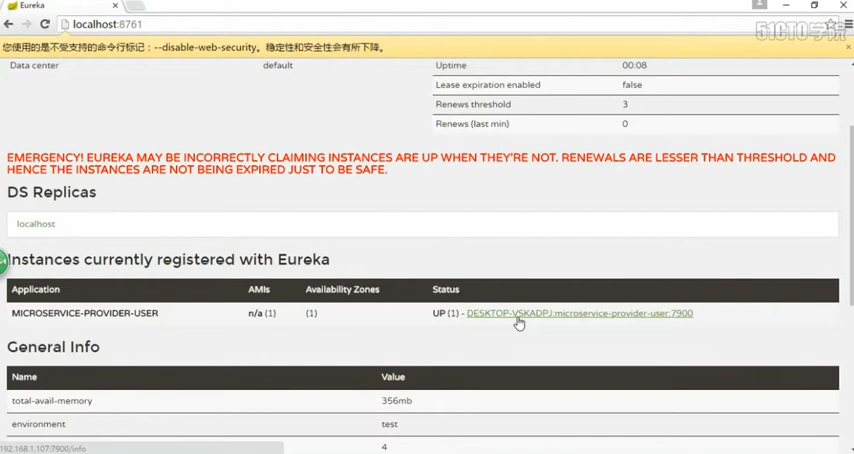 Eureka
localhost:8761
51CTO学院
您使用的是不受支持的命令行标记：--disable-web-security。稳定性和安全性会有所下降。
Data center default Uptime 00:08
Lease expiration enabled false
Renews threshold 3
Renews (last min) 0
EMERGENCY! EUREKA MAY BE INCORRECTLY CLAIMING INSTANCES ARE UP WHEN THEY'RE NOT. RENEWALS ARE LESSER THAN THRESHOLD AND
HENCE THE INSTANCES ARE NOT BEING EXPIRED JUST TO BE SAFE.
DS Replicas
localhost
Instances currently registered with Eureka
Application AMIs Availability Zones Status
MICROSERVICE-PROVIDER-USER n/a (1) (1) UP (1) - DESKTOP-VSKADPJ:microservice-provider-user:7900
General Info
Name Value
total-avail-memory 356mb
environment test
4
192.168.1.107:7900/info